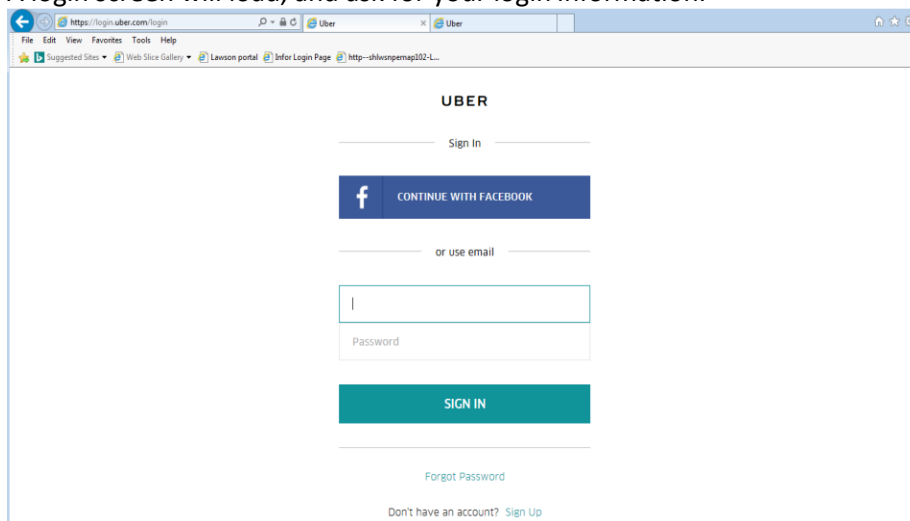 A login screen will load, and ask for your login information.
https://login.uber.com/login Uber Uber
File Edit View Favorites Tools Help
Suggested Sites Web Slice Gallery Lawson portal Infor Login Page http--shlwsnpemap102-L...
UBER
Sign In
f CONTINUE WITH FACEBOOK
or use email
Password
SIGN IN
Forgot Password
Don't have an account? Sign Up